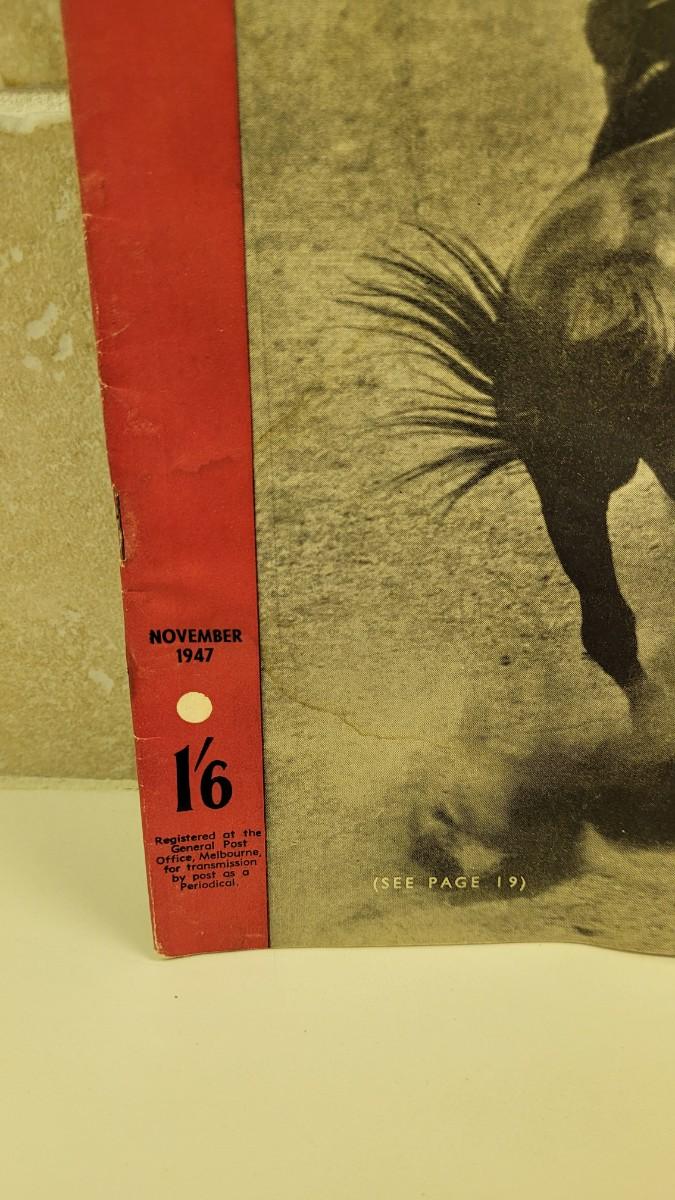 NOVEMBER
1947
1'6
Registered at the
General Post
Office, Melbourne,
for transmission
by post as a
Periodical.
(SEE PAGE 19)